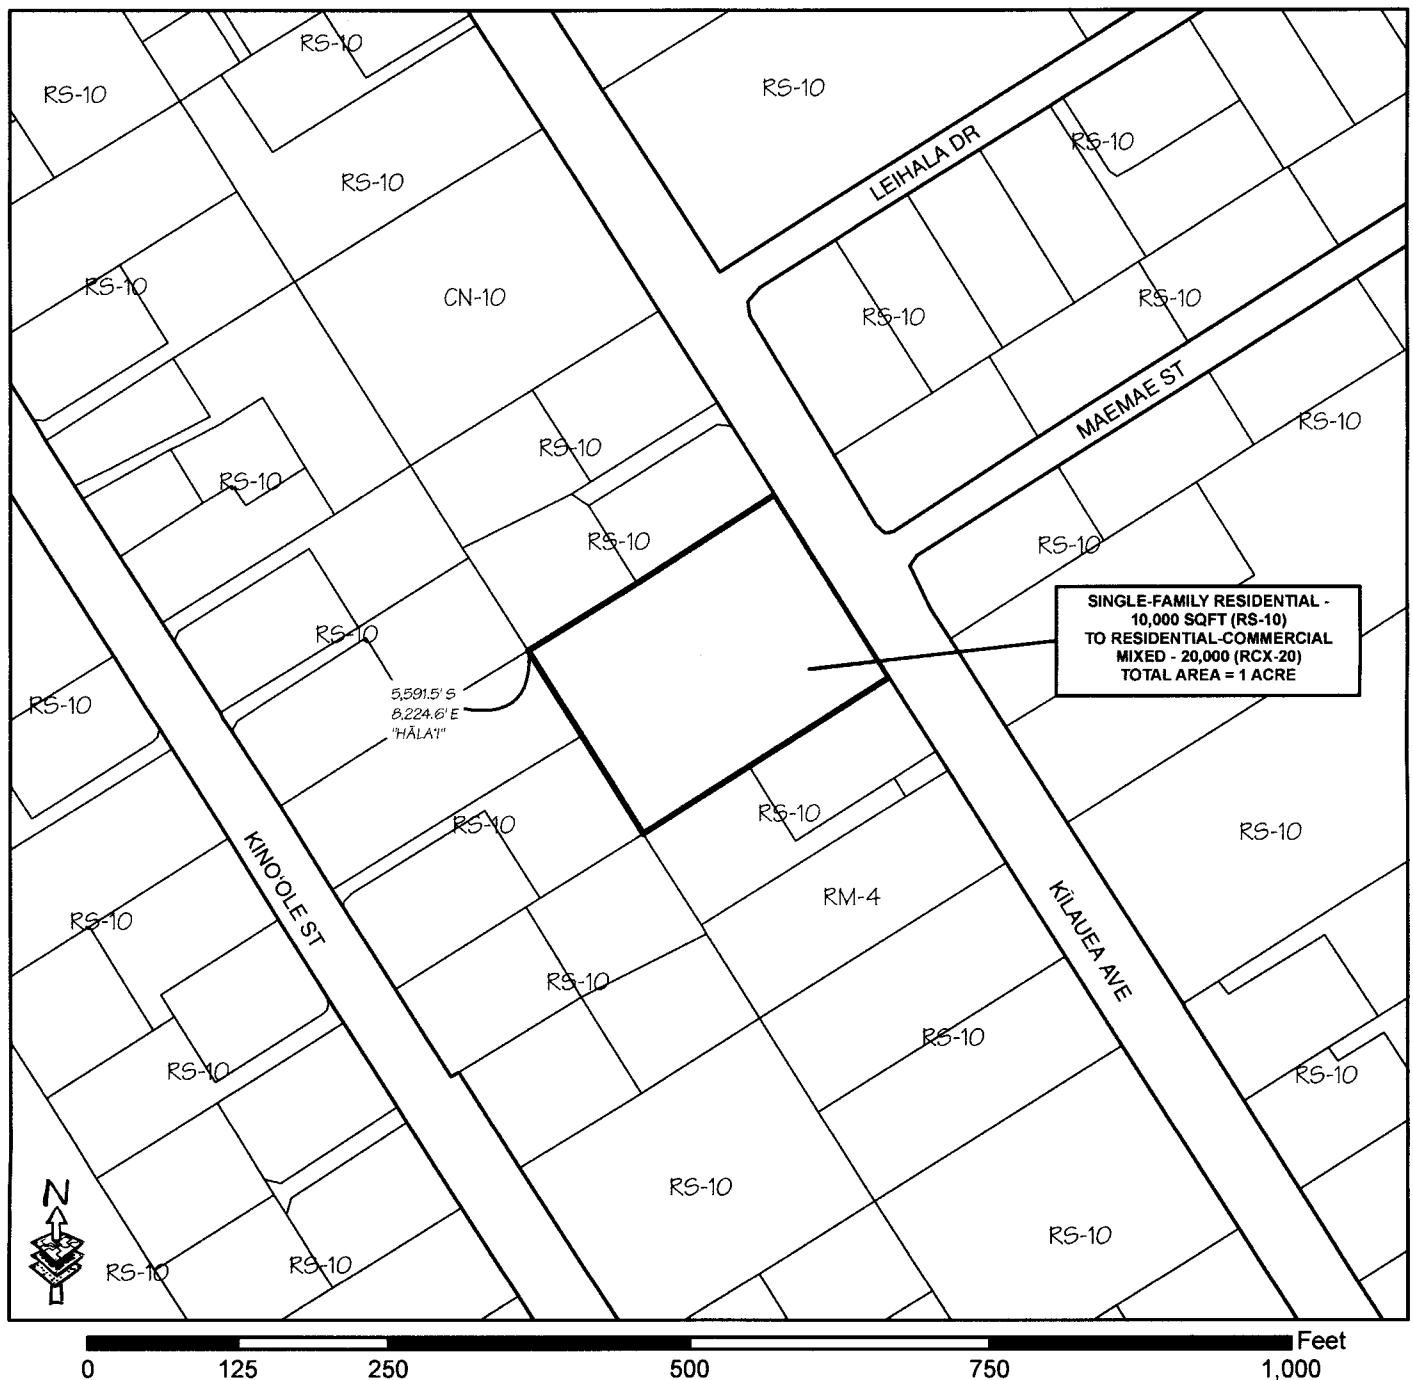 RS-10
RS-10
RS-10
RS-10
LEIHALA DR
RS-10
RS-10
RS-10
CN-10
RS-10
RS-10
MAEMAE ST
RS-10
RS-10
RS-10
RS-10
RS-10
SINGLE-FAMILY RESIDENTIAL -
10,000 SQFT (RS-10)
TO RESIDENTIAL-COMMERCIAL
MIXED - 20,000 (RCX-20)
TOTAL AREA = 1 ACRE
RS-10
5,591.5' S
8,224.6' E
"HĀLAʻI"
RS-10
RS-10
RS-10
RS-10
KINOʻOLE ST
RM-4
KĪLAUEA AVE
RS-10
RS-10
RS-10
RS-10
RS-10
RS-10
RS-10
N
RS-10
RS-10
Feet
0 125 250 500 750 1,000